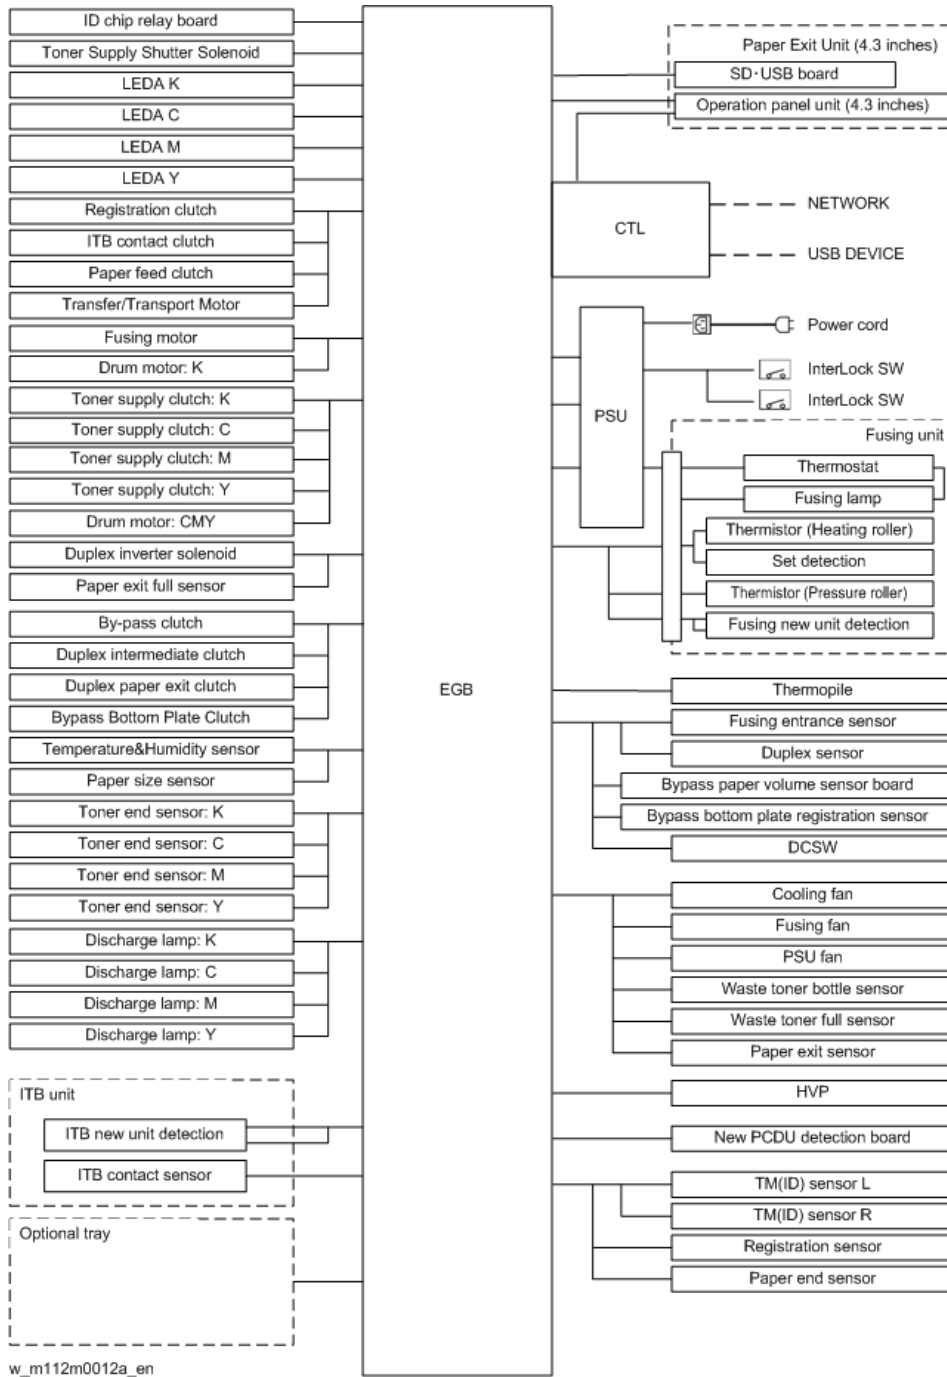 ID chip relay board
Toner Supply Shutter Solenoid
LEDA K
LEDA C
LEDA M
LEDA Y
Registration clutch
ITB contact clutch
Paper feed clutch
Transfer/Transport Motor
Fusing motor
Drum motor: K
Toner supply clutch: K
Toner supply clutch: C
Toner supply clutch: M
Toner supply clutch: Y
Drum motor: CMY
Duplex inverter solenoid
Paper exit full sensor
By-pass clutch
Duplex intermediate clutch
Duplex paper exit clutch
Bypass Bottom Plate Clutch
Temperature&Humidity sensor
Paper size sensor
Toner end sensor: K
Toner end sensor: C
Toner end sensor: M
Toner end sensor: Y
Discharge lamp: K
Discharge lamp: C
Discharge lamp: M
Discharge lamp: Y
ITB unit
ITB new unit detection
ITB contact sensor
Optional tray
EGB
Paper Exit Unit (4.3 inches)
SD･USB board
Operation panel unit (4.3 inches)
CTL
NETWORK
USB DEVICE
PSU
Power cord
InterLock SW
InterLock SW
Fusing unit
Thermostat
Fusing lamp
Thermistor (Heating roller)
Set detection
Thermistor (Pressure roller)
Fusing new unit detection
Thermopile
Fusing entrance sensor
Duplex sensor
Bypass paper volume sensor board
Bypass bottom plate registration sensor
DCSW
Cooling fan
Fusing fan
PSU fan
Waste toner bottle sensor
Waste toner full sensor
Paper exit sensor
HVP
New PCDU detection board
TM(ID) sensor L
TM(ID) sensor R
Registration sensor
Paper end sensor
w_m112m0012a_en